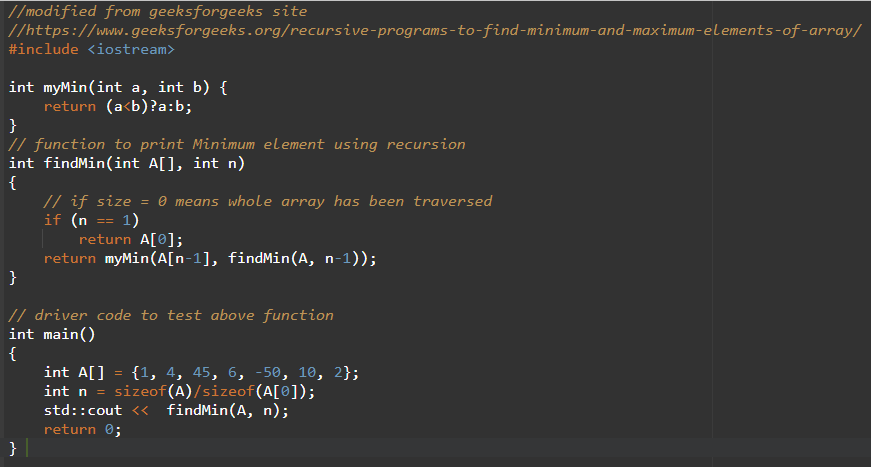 //modified from geeksforgeeks site
//https://www.geeksforgeeks.org/recursive-programs-to-find-minimum-and-maximum-elements-of-array/
#include <iostream>

int myMin(int a, int b) {
    return (a<b)?a:b;
}
// function to print Minimum element using recursion
int findMin(int A[], int n)
{
    // if size = 0 means whole array has been traversed
    if (n == 1)
        return A[0];
    return myMin(A[n-1], findMin(A, n-1));
}

// driver code to test above function
int main()
{
    int A[] = {1, 4, 45, 6, -50, 10, 2};
    int n = sizeof(A)/sizeof(A[0]);
    std::cout <<  findMin(A, n);
    return 0;
}